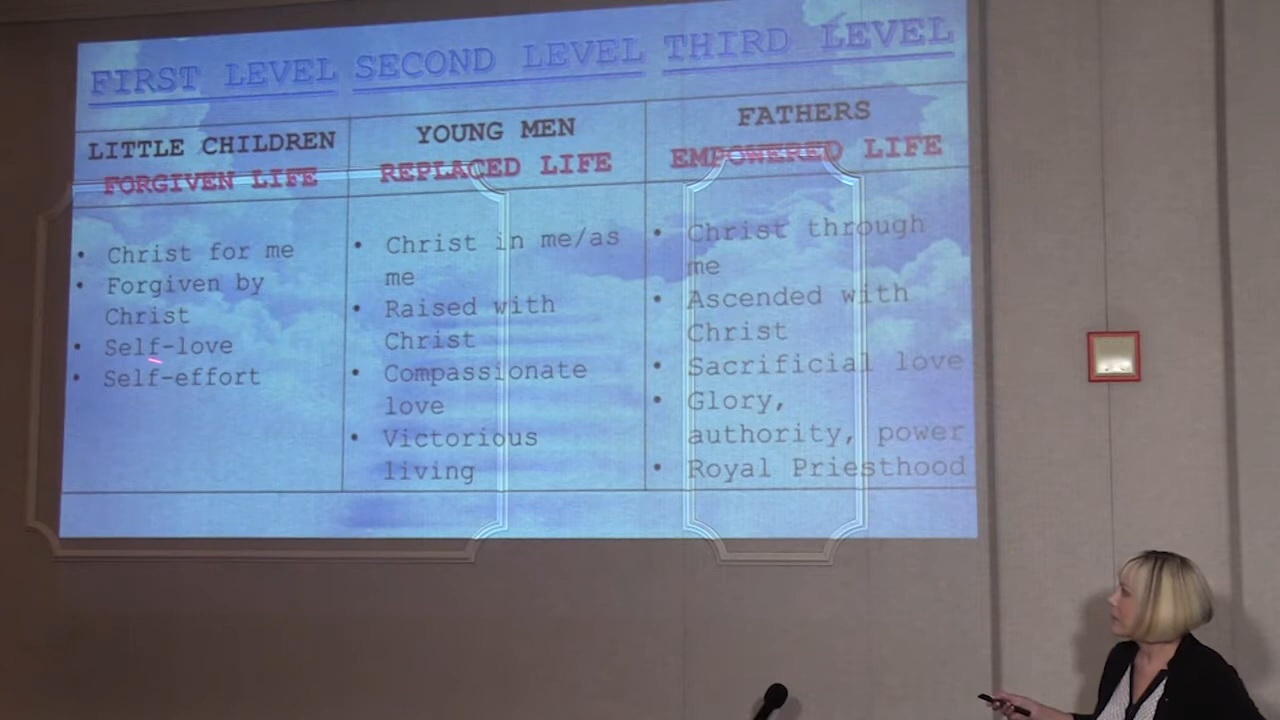 FIRST LEVEL SECOND LEVEL THIRD LEVEL
LITTLE CHILDREN
FORGIVEN LIFE
• Christ for me
• Forgiven by
Christ
• Self-love
• Self-effort
YOUNG MEN
REPLACED LIFE
• Christ in me/as
me
• Raised with
Christ
• Compassionate
love
• Victorious
living
FATHERS
EMPOWERED LIFE
• Christ through
me
• Ascended with
Christ
• Sacrificial love
• Glory,
authority, power
• Royal Priesthood